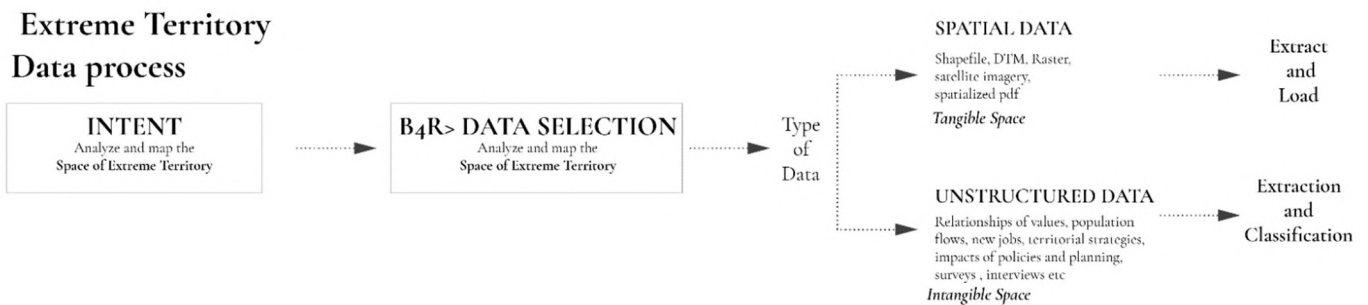 Extreme Territory
Data process
INTENT
Analyze and map the
Space of Extreme Territory
B4R> DATA SELECTION
Analyze and map the
Space of Extreme Territory
Type
of
Data
SPATIAL DATA
Shapefile, DTM, Raster,
satellite imagery,
spatialized pdf
Tangible Space
Extract
and
Load
UNSTRUCTURED DATA
Relationships of values, population
flows, new jobs, territorial strategies,
impacts of policies and planning,
surveys , interviews etc
Intangible Space
Extraction
and
Classification